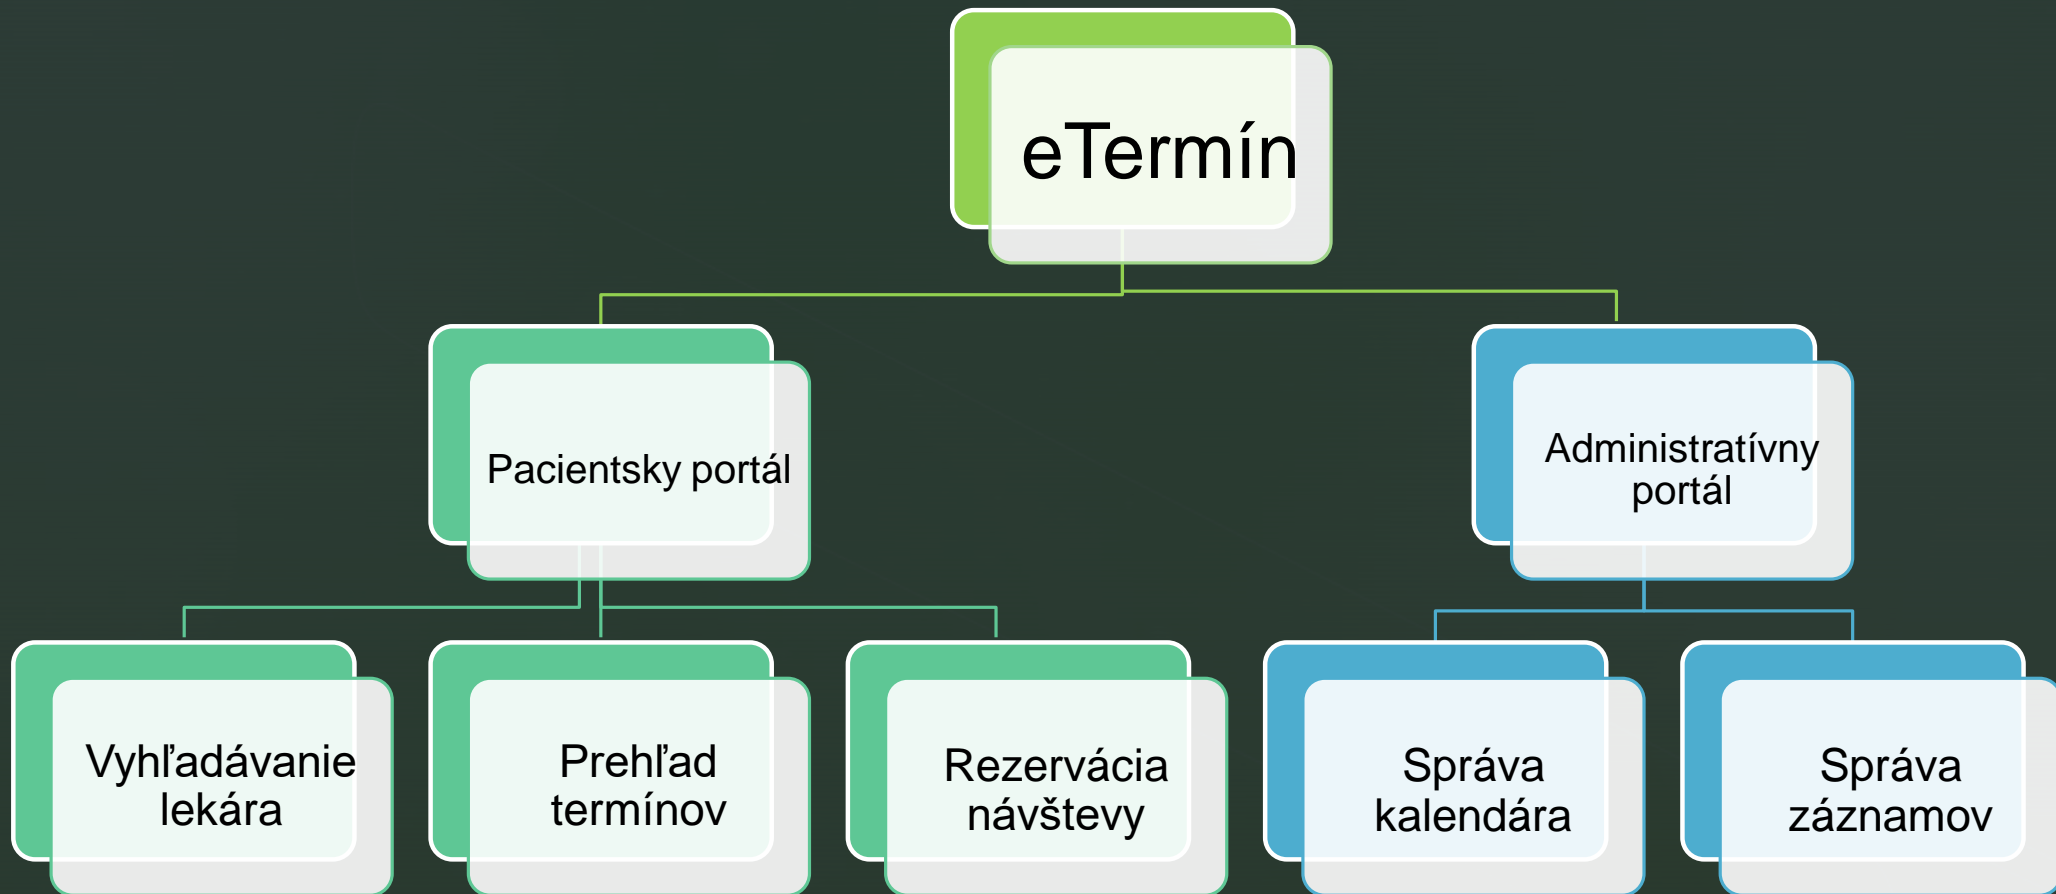 eTermín
Pacientsky portál
Administratívny
portál
Vyhľadávanie
lekára
Prehľad
termínov
Rezervácia
návštevy
Správa
kalendára
Správa
záznamov